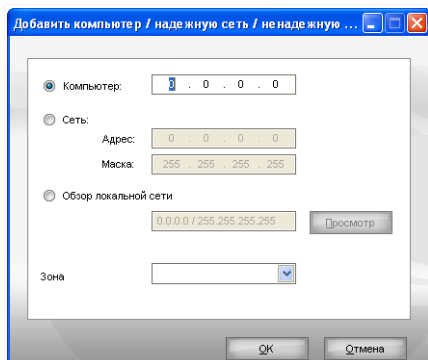 Добавить компьютер / надежную сеть / ненадежную ...
Компьютер: 0 . 0 . 0 . 0
Сеть:
Адрес: 0 . 0 . 0 . 0
Маска: 255 . 255 . 255 . 255
Обзор локальной сети
0.0.0.0 / 255.255.255.255 Просмотр
Зона
OK Отмена